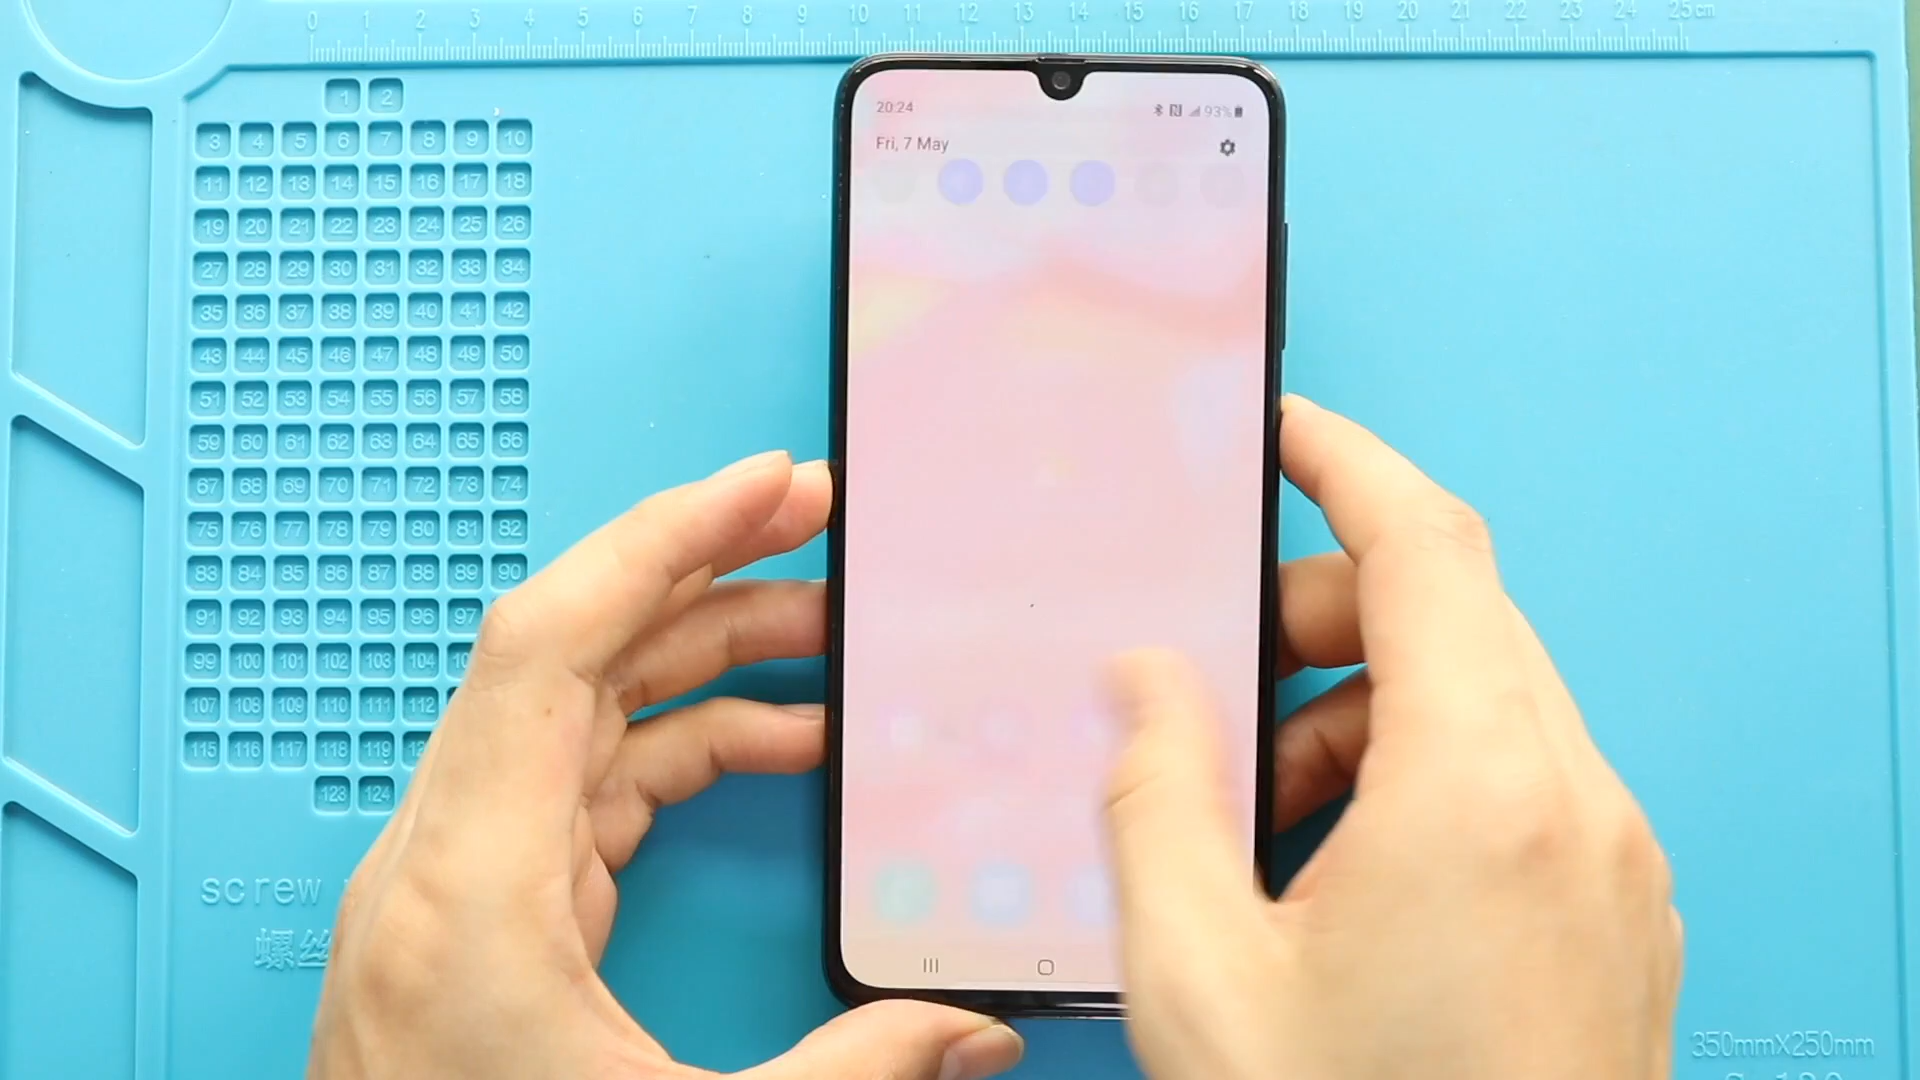 0 1 2 3 4 5 6 7 8 9 10 11 12 13 14 15 16 17 18 19 20 21 22 23 24 25 cm
1 2
3 4 5 6 7 8 9 10
11 12 13 14 15 16 17 18
19 20 21 22 23 24 25 26
27 28 29 30 31 32 33 34
35 36 37 38 39 40 41 42
43 44 45 46 47 48 49 50
51 52 53 54 55 56 57 58
59 60 61 62 63 64 65 66
67 68 69 70 71 72 73 74
75 76 77 78 79 80 81 82
83 84 85 86 87 88 89 90
91 92 93 94 95 96 97
99 100 101 102 103 104
107 108 109 110 111 112
115 116 117 118 119
123 124
screw
螺丝
20:24
93%
Fri, 7 May
350mmX250mm